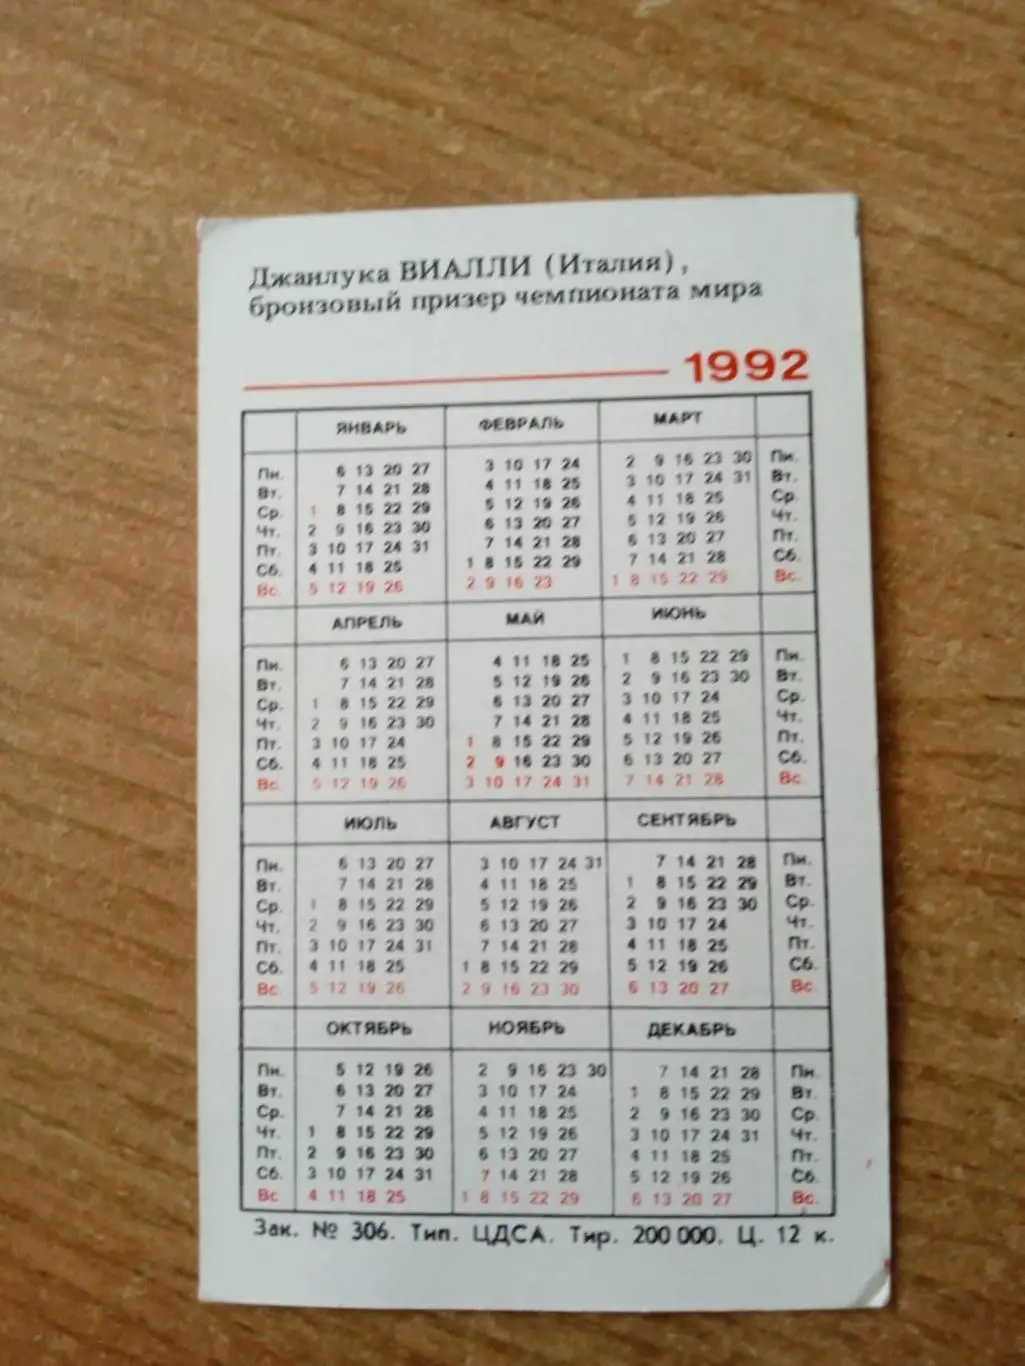 Джанлука ВИАЛЛИ (Италия),
бронзовый призер чемпионата мира
1992
ЯНВАРЬ ФЕВРАЛЬ МАРТ
Пн. 6 13 20 27 3 10 17 24 2 9 16 23 30 Пн.
Вт. 7 14 21 28 4 11 18 25 3 10 17 24 31 Вт.
Ср. 1 8 15 22 29 5 12 19 26 4 11 18 25 Ср.
Чт. 2 9 16 23 30 6 13 20 27 5 12 19 26 Чт.
Пт. 3 10 17 24 31 7 14 21 28 6 13 20 27 Пт.
Сб. 4 11 18 25 1 8 15 22 29 7 14 21 28 Сб.
Вс. 5 12 19 26 2 9 16 23 1 8 15 22 29 Вс.
АПРЕЛЬ МАЙ ИЮНЬ
Пн. 6 13 20 27 4 11 18 25 1 8 15 22 29 Пн.
Вт. 7 14 21 28 5 12 19 26 2 9 16 23 30 Вт.
Ср. 1 8 15 22 29 6 13 20 27 3 10 17 24 Ср.
Чт. 2 9 16 23 30 7 14 21 28 4 11 18 25 Чт.
Пт. 3 10 17 24 1 8 15 22 29 5 12 19 26 Пт.
Сб. 4 11 18 25 2 9 16 23 30 6 13 20 27 Сб.
Вс. 5 12 19 26 3 10 17 24 31 7 14 21 28 Вс.
ИЮЛЬ АВГУСТ СЕНТЯБРЬ
Пн. 6 13 20 27 3 10 17 24 31 7 14 21 28 Пн.
Вт. 7 14 21 28 4 11 18 25 1 8 15 22 29 Вт.
Ср. 1 8 15 22 29 5 12 19 26 2 9 16 23 30 Ср.
Чт. 2 9 16 23 30 6 13 20 27 3 10 17 24 Чт.
Пт. 3 10 17 24 31 7 14 21 28 4 11 18 25 Пт.
Сб. 4 11 18 25 1 8 15 22 29 5 12 19 26 Сб.
Вс. 5 12 19 26 2 9 16 23 30 6 13 20 27 Вс.
ОКТЯБРЬ НОЯБРЬ ДЕКАБРЬ
Пн. 5 12 19 26 2 9 16 23 30 7 14 21 28 Пн.
Вт. 6 13 20 27 3 10 17 24 1 8 15 22 29 Вт.
Ср. 7 14 21 28 4 11 18 25 2 9 16 23 30 Ср.
Чт. 1 8 15 22 29 5 12 19 26 3 10 17 24 31 Чт.
Пт. 2 9 16 23 30 6 13 20 27 4 11 18 25 Пт.
Сб. 3 10 17 24 31 7 14 21 28 5 12 19 26 Сб.
Вс 4 11 18 25 1 8 15 22 29 6 13 20 27 Вс.
Зак. № 306. Тип. ЦДСА. Тир. 200 000. Ц. 12 к.